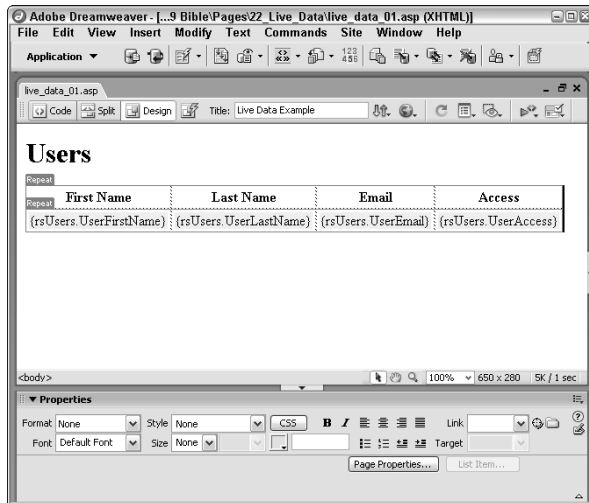 Adobe Dreamweaver - [...9 Bible\Pages\22_Live_Data\live_data_01.asp (XHTML)]
File Edit View Insert Modify Text Commands Site Window Help
Application
live_data_01.asp
Code Split Design Title: Live Data Example
Users
Repeat
Repeat
First Name Last Name Email Access
{rsUsers.UserFirstName} {rsUsers.UserLastName} {rsUsers.UserEmail} {rsUsers.UserAccess}
<body> 100% 650 x 280 5K / 1 sec
Properties
Format None Style None CSS B I Link
Font Default Font Size None Target
Page Properties... List Item...